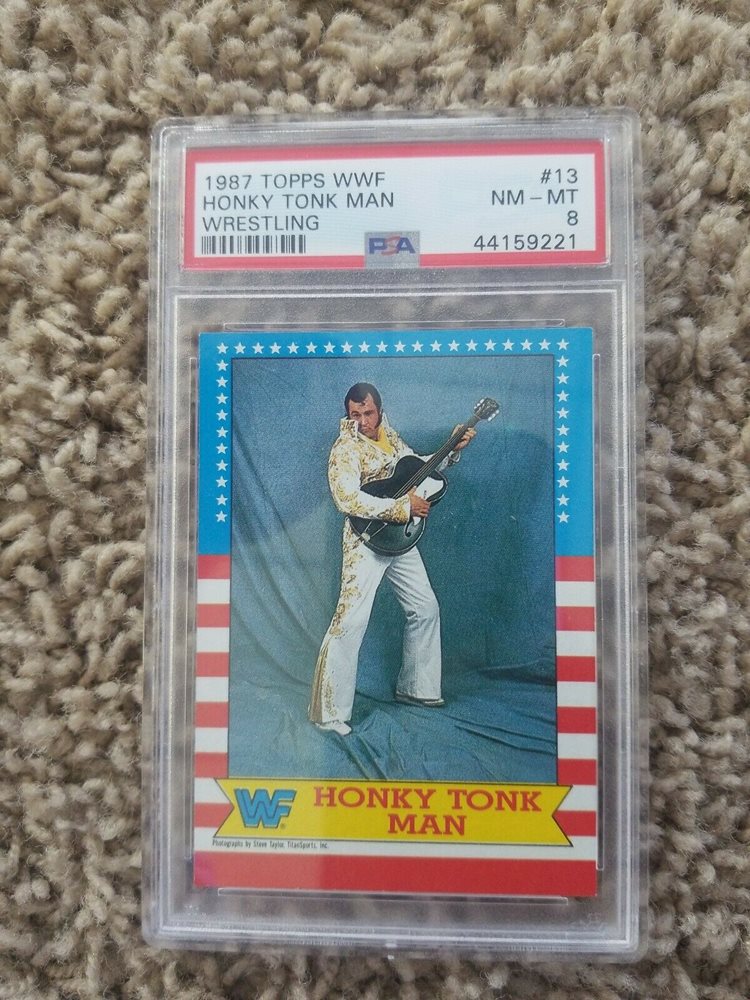 1987 TOPPS WWF #13
HONKY TONK MAN NM - MT
WRESTLING 8
PSA 44159221
WF HONKY TONK
MAN
Photographs by Steve Taylor, TitanSports, Inc.